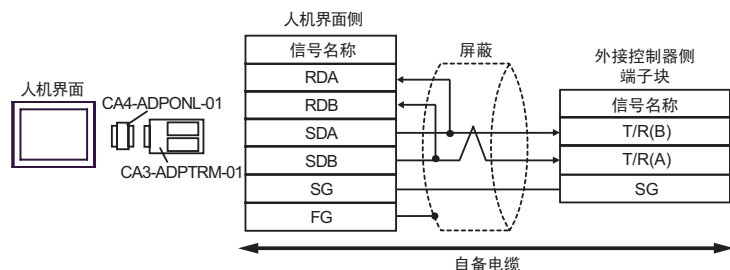 人机界面
CA4-ADPONL-01
CA3-ADPTRM-01
人机界面侧
信号名称
RDA
RDB
SDA
SDB
SG
FG
屏蔽
外接控制器侧
端子块
信号名称
T/R(B)
T/R(A)
SG
自备电缆